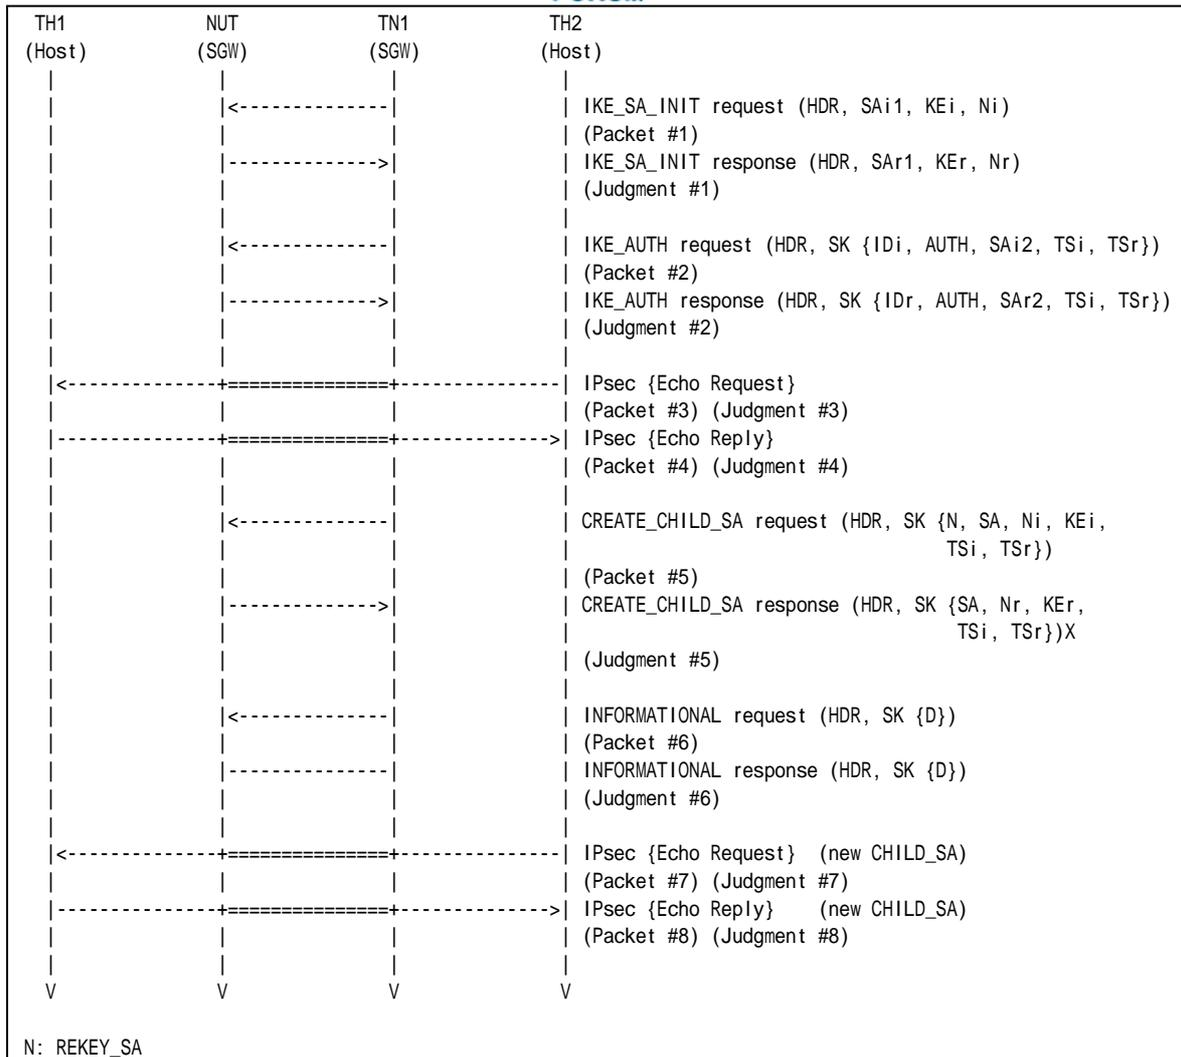 TH1 NUT TN1 TH2
(Host) (SGW) (SGW) (Host)
| | | |
|<--------------| | IKE_SA_INIT request (HDR, SAi1, KEi, Ni)
| | | | (Packet #1)
|-------------->| | IKE_SA_INIT response (HDR, SAr1, KEr, Nr)
| | | | (Judgment #1)
| | | |
|<--------------| | IKE_AUTH request (HDR, SK {IDi, AUTH, SAi2, TSi, TSr})
| | | | (Packet #2)
|-------------->| | IKE_AUTH response (HDR, SK {IDr, AUTH, SAr2, TSi, TSr})
| | | | (Judgment #2)
| | | |
|<--------------+===============+--------------| IPsec {Echo Request}
| | | | (Packet #3) (Judgment #3)
|---------------+===============+------------->| IPsec {Echo Reply}
| | | | (Packet #4) (Judgment #4)
| | | |
|<--------------| | CREATE_CHILD_SA request (HDR, SK {N, SA, Ni, KEi,
| | | | TSi, TSr})
| | | | (Packet #5)
|-------------->| | CREATE_CHILD_SA response (HDR, SK {SA, Nr, KEr,
| | | | TSi, TSr})X
| | | | (Judgment #5)
| | | |
|<--------------| | INFORMATIONAL request (HDR, SK {D})
| | | | (Packet #6)
|---------------| | INFORMATIONAL response (HDR, SK {D})
| | | | (Judgment #6)
| | | |
|<--------------+===============+--------------| IPsec {Echo Request} (new CHILD_SA)
| | | | (Packet #7) (Judgment #7)
|---------------+===============+------------->| IPsec {Echo Reply} (new CHILD_SA)
| | | | (Packet #8) (Judgment #8)
| | | |
V V V V
N: REKEY_SA